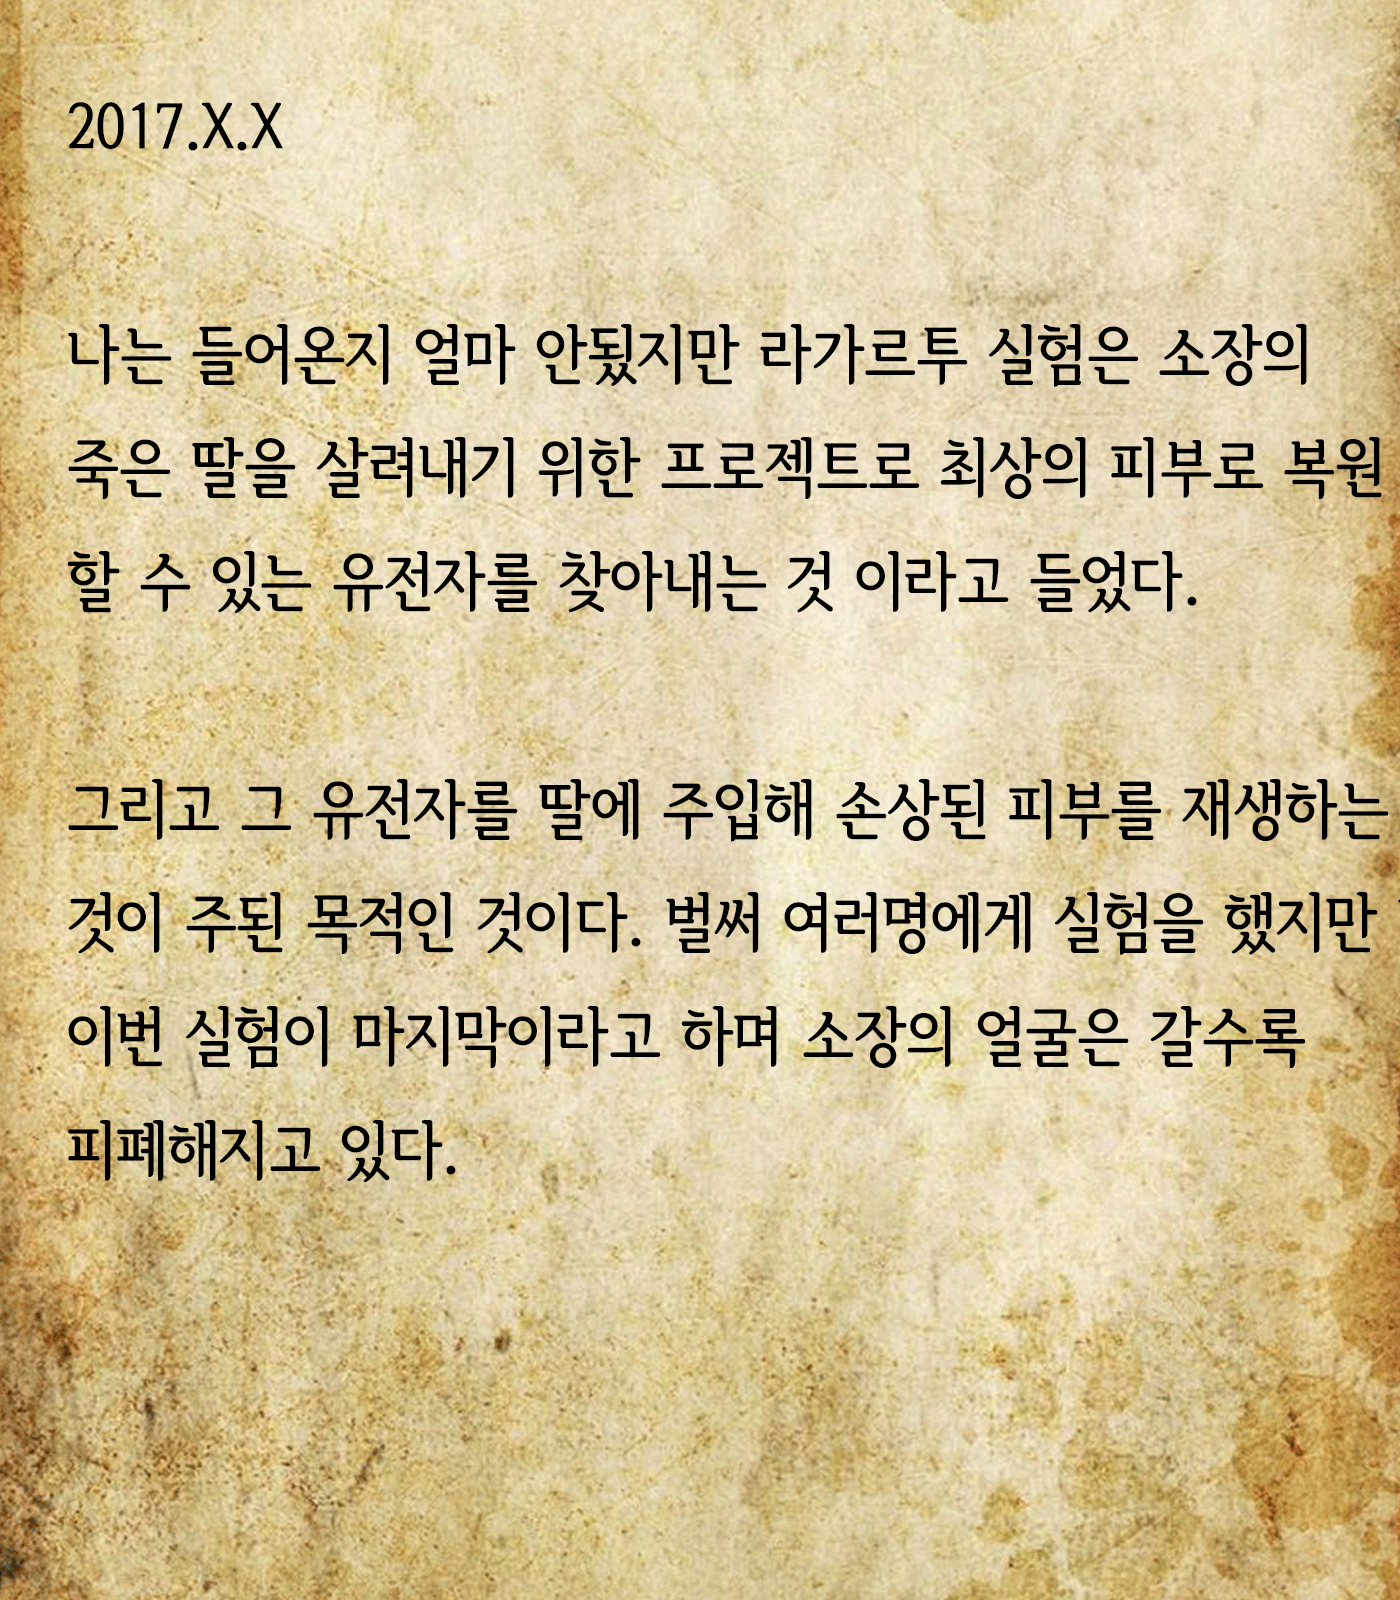 2017.X.X
나는 들어온지 얼마 안됬지만 라가르투 실험은 소장의
죽은 딸을 살려내기 위한 프로젝트로 최상의 피부로 복원
할 수 있는 유전자를 찾아내는 것 이라고 들었다.
그리고 그 유전자를 딸에 주입해 손상된 피부를 재생하는
것이 주된 목적인 것이다. 벌써 여러명에게 실험을 했지만
이번 실험이 마지막이라고 하며 소장의 얼굴은 갈수록
피폐해지고 있다.